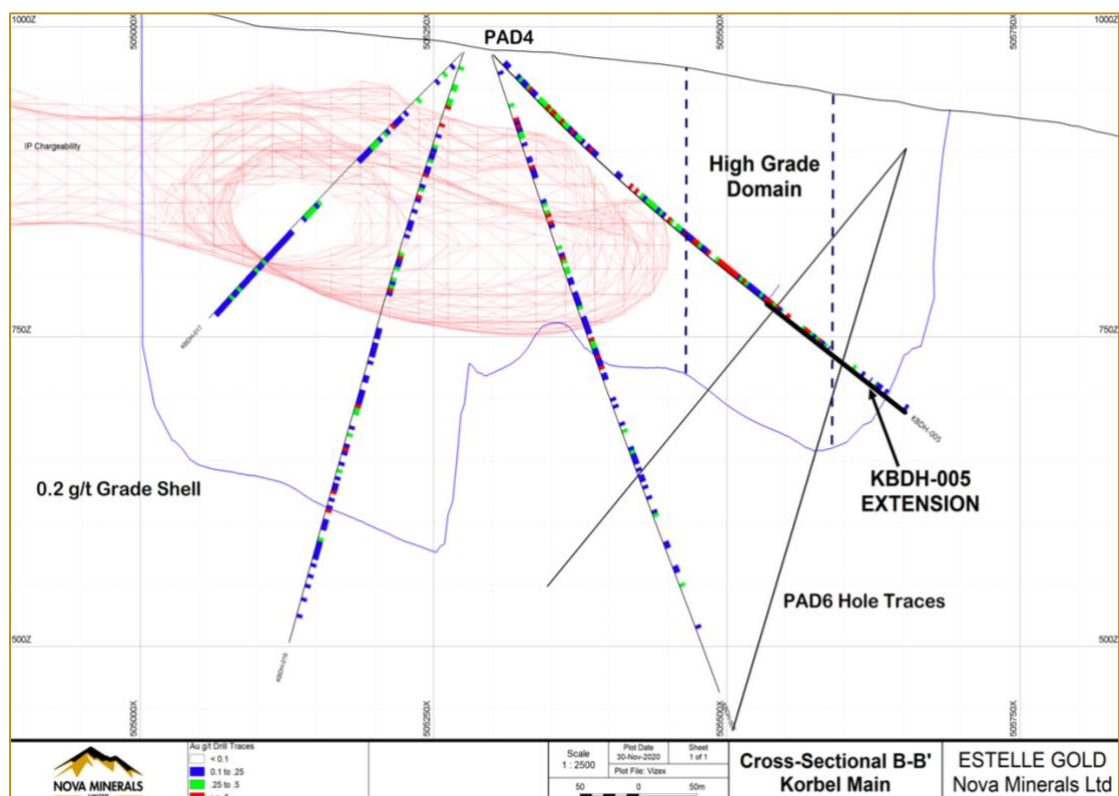 1000Z
505000X
505250X
PAD4
505500X
505750X
1000Z
High Grade
Domain
IP Chargeability
KBDH-017
750Z
750Z
KBDH-005
KBDH-005
EXTENSION
0.2 g/t Grade Shell
PAD6 Hole Traces
500Z
500Z
KBDH-019
505000X
505250X
505500X
505750X
NOVA MINERALS
Au g/t Drill Traces
< 0.1
0.1 to .25
.25 to .5
Scale
1 : 2500
Plot Date
30-Nov-2020
Sheet
1 of 1
Plot File: Vizex
50 0 50m
Cross-Sectional B-B'
Korbel Main
ESTELLE GOLD
Nova Minerals Ltd